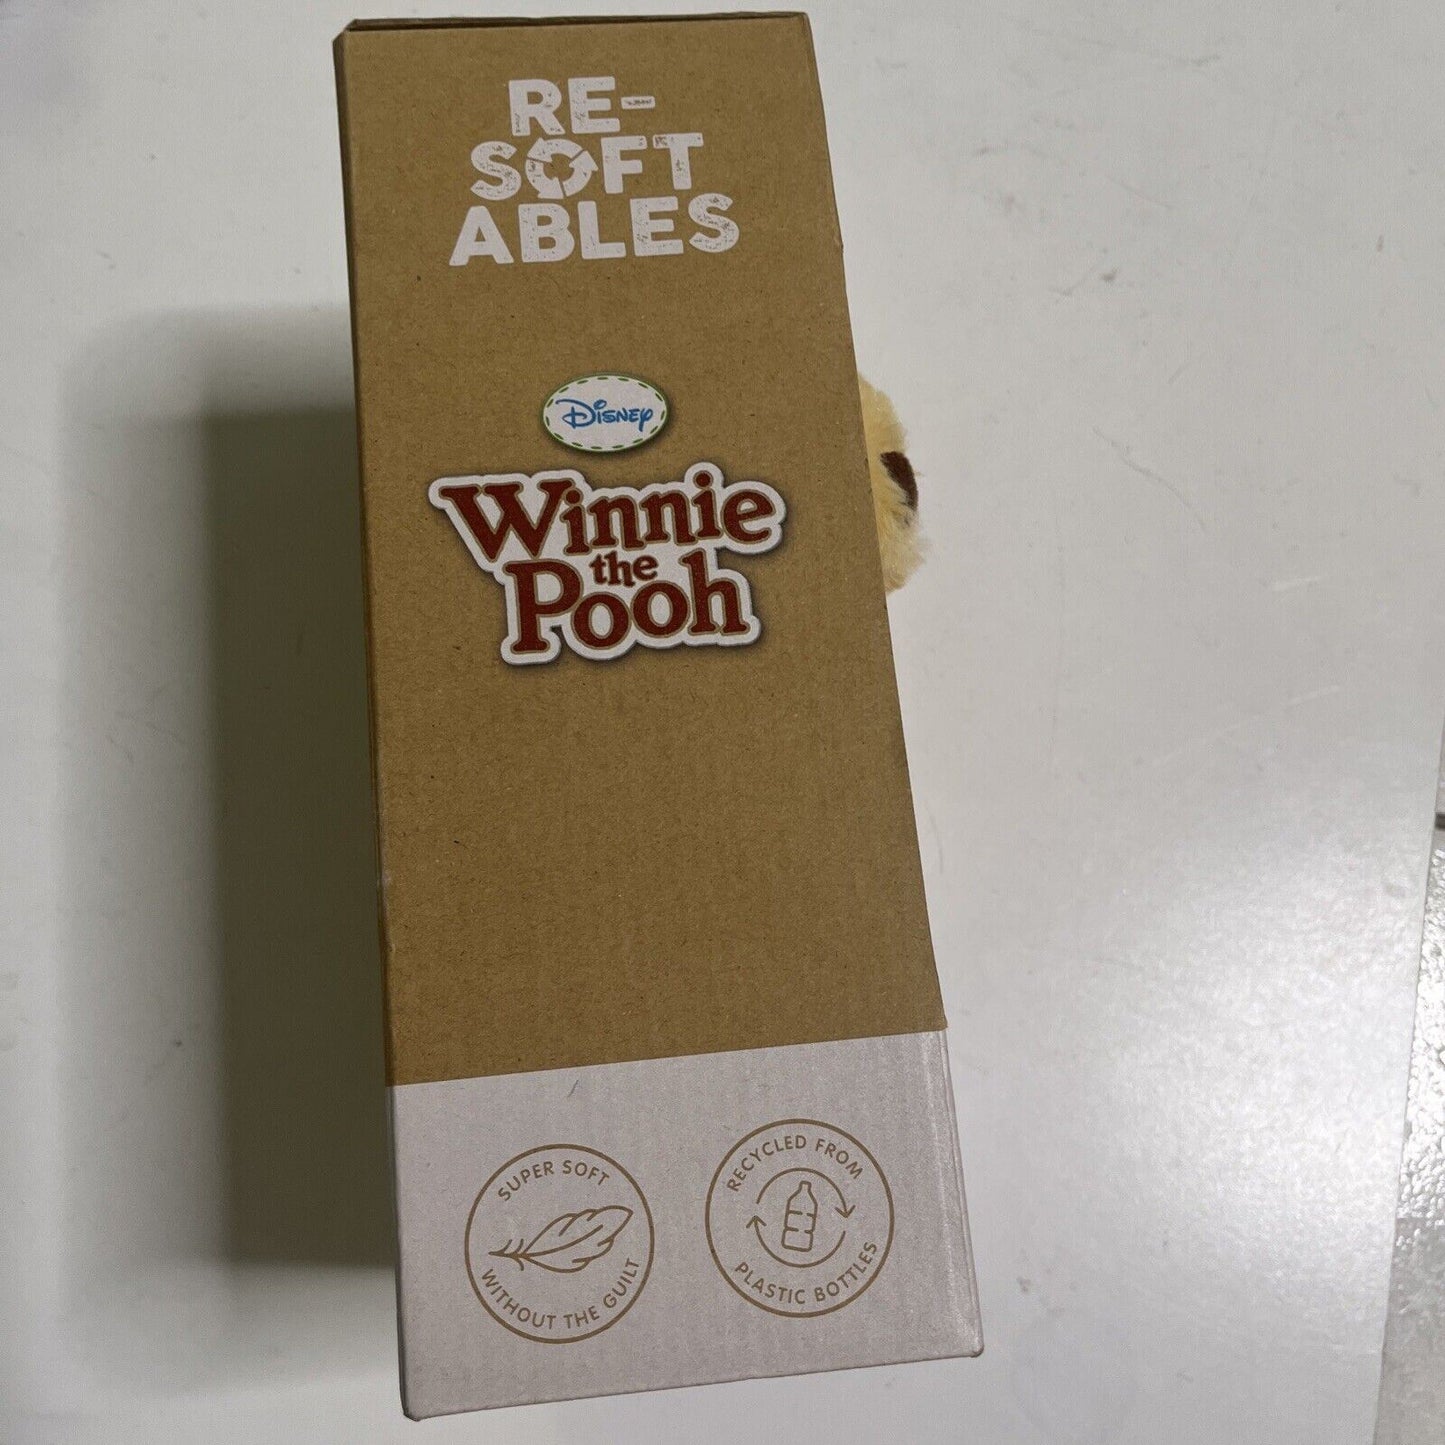 RE-
SOFT
ABLES
Disney
Winnie
the
Pooh
SUPER SOFT
WITHOUT THE GUILT
RECYCLED FROM
PLASTIC BOTTLES